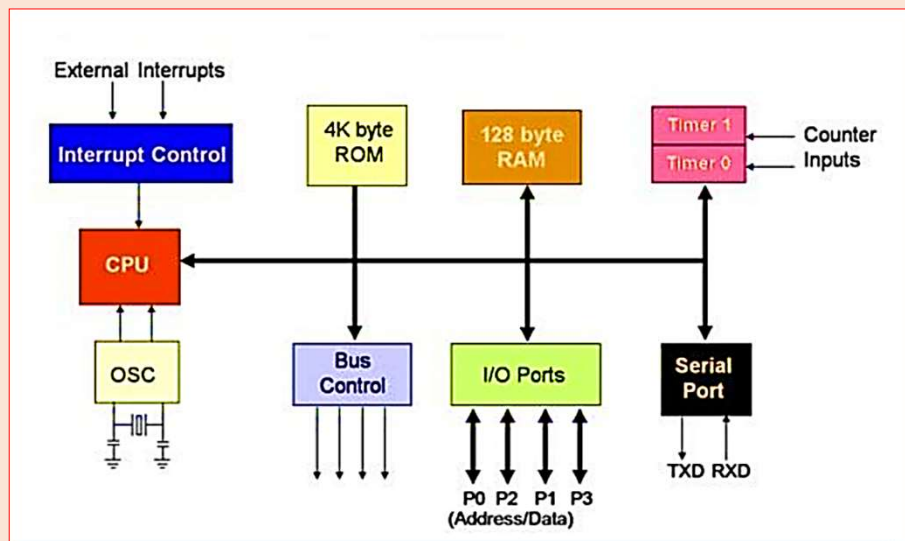 External Interrupts
Interrupt Control
4K byte
ROM
128 byte
RAM
Timer 1
Timer 0
Counter
Inputs
CPU
OSC
Bus
Control
I/O Ports
Serial
Port
TXD RXD
P0 P2 P1 P3
(Address/Data)